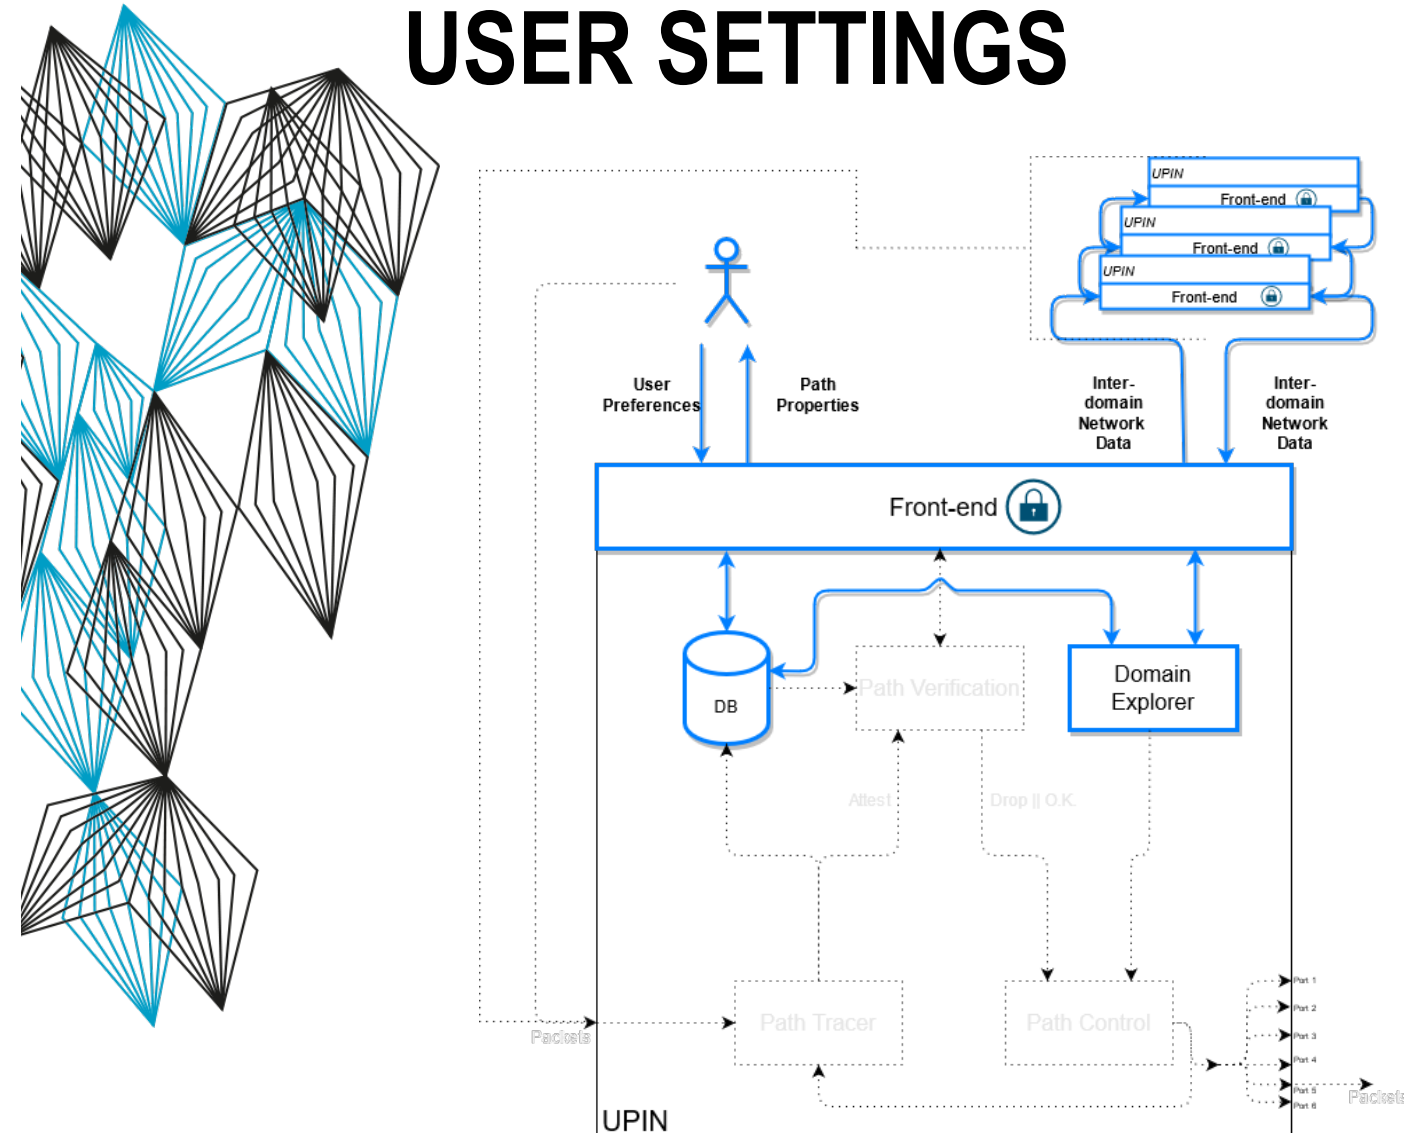 USER SETTINGS
UPIN
Front-end
UPIN
Front-end
UPIN
Front-end
User
Preferences
Path
Properties
Inter-
domain
Network
Data
Inter-
domain
Network
Data
Front-end
DB
Path Verification
Domain
Explorer
Attest
Drop || O.K.
Path Tracer
Path Control
Packets
Port 1
Port 2
Port 3
Port 4
Port 5
Port 6
Packets
UPIN